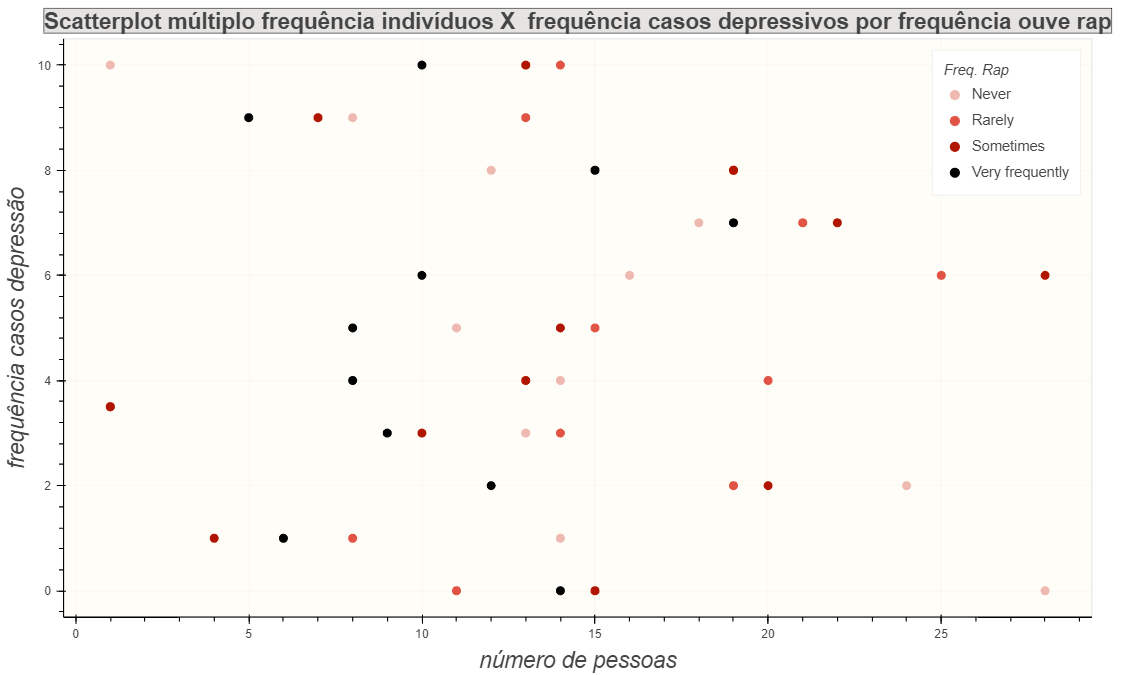 Scatterplot múltiplo frequência indivíduos X  frequência casos depressivos por frequência ouve rap
Freq. Rap
Never
Rarely
Sometimes
Very frequently
frequência casos depressão
10
8
6
4
2
0
0 5 10 15 20 25
número de pessoas